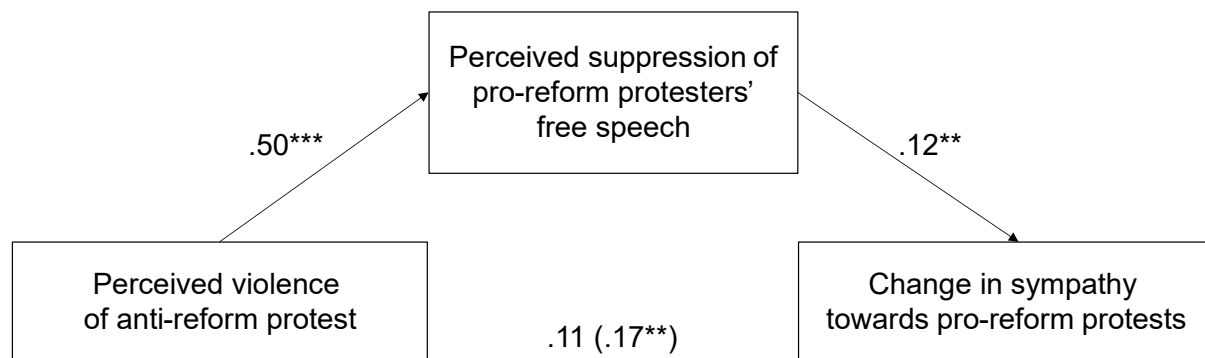 Perceived suppression of
pro-reform protesters’
free speech
.50***
.12**
Perceived violence
of anti-reform protest
Change in sympathy
towards pro-reform protests
.11 (.17**)